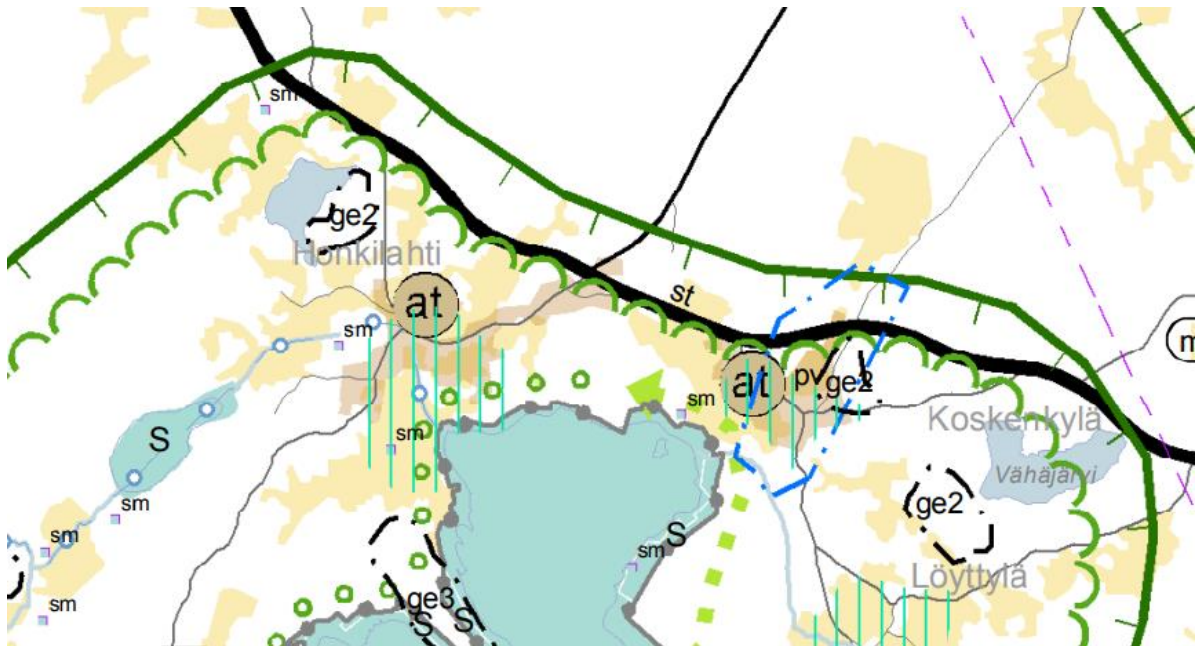 sm
ge2
Honkilahti
at
st
sm
at
pv
ge2
sm
Koskenkylä
S
sm
Vähäjärvi
sm
ge2
sm
S
sm
sm
Löyttylä
ge3
sm
S
S
m